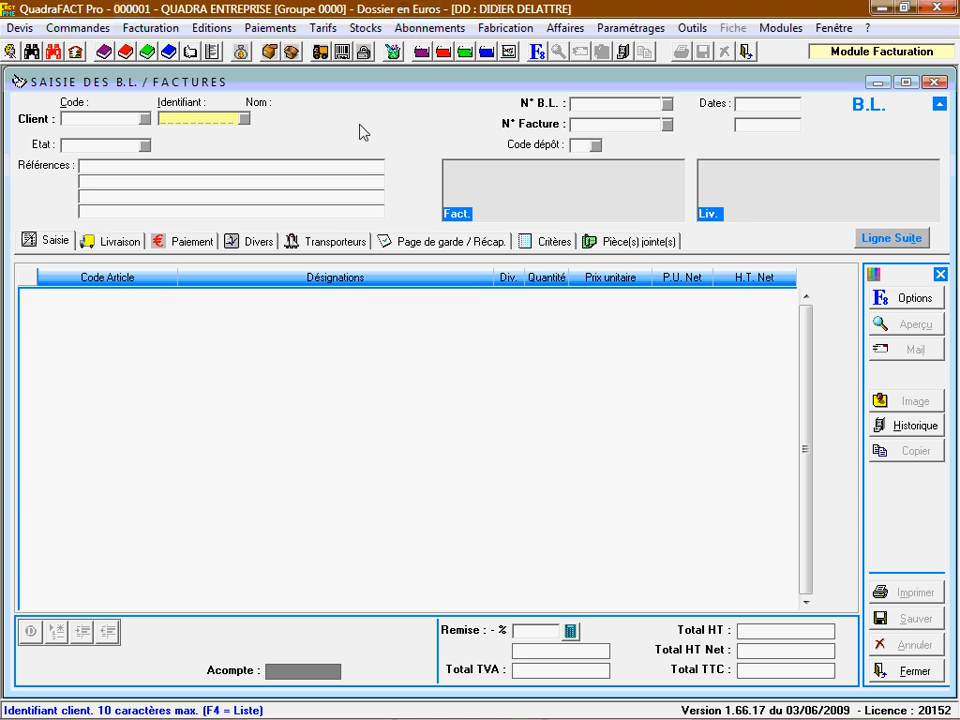 QuadraFACT Pro - 000001 - QUADRA ENTREPRISE [Groupe 0000] - Dossier en Euros - [DD : DIDIER DELATTRE]
Devis Commandes Facturation Editions Paiements Tarifs Stocks Abonnements Fabrication Affaires Paramétrages Outils Fiche Modules Fenêtre ?
F8 Module Facturation
SAISIE DES B.L. / FACTURES
Code : Identifiant : Nom : N° B.L. : Dates : B.L.
Client : N° Facture :
Etat : Code dépôt :
Références :
Fact. Liv.
Saisie Livraison Paiement Divers Transporteurs Page de garde / Récap. Critères Pièce(s) jointe(s) Ligne Suite
Code Article Désignations Div. Quantité Prix unitaire P.U. Net H.T. Net
F8 Options
Aperçu
Mail
Image
Historique
Copier
Imprimer
Sauver
Annuler
Fermer
Remise : - % Total HT :
Total HT Net :
Acompte : Total TVA : Total TTC :
Identifiant client. 10 caractères max. (F4 = Liste) Version 1.66.17 du 03/06/2009 - Licence : 20152